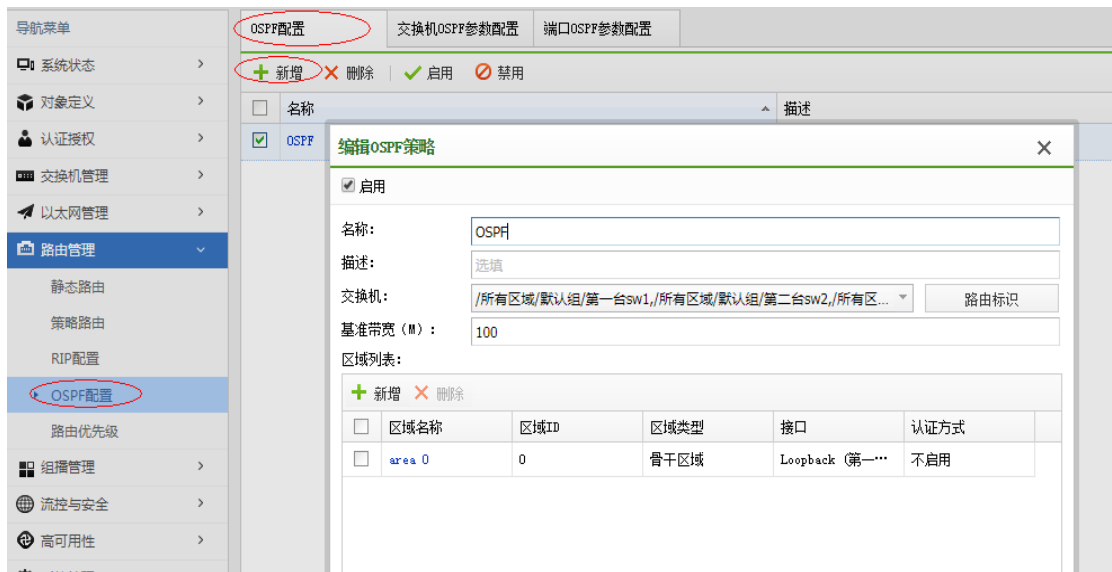 导航菜单
系统状态
对象定义
认证授权
交换机管理
以太网管理
路由管理
静态路由
策略路由
RIP配置
OSPF配置
路由优先级
组播管理
流控与安全
高可用性
OSPF配置 交换机OSPF参数配置 端口OSPF参数配置
新增 删除 启用 禁用
名称 描述
OSPF
编辑OSPF策略
启用
名称: OSPF
描述: 选填
交换机: /所有区域/默认组/第一台sw1,/所有区域/默认组/第二台sw2,/所有区... 路由标识
基准带宽（M）: 100
区域列表:
新增 删除
区域名称 区域ID 区域类型 接口 认证方式
area 0 0 骨干区域 Loopback（第一… 不启用